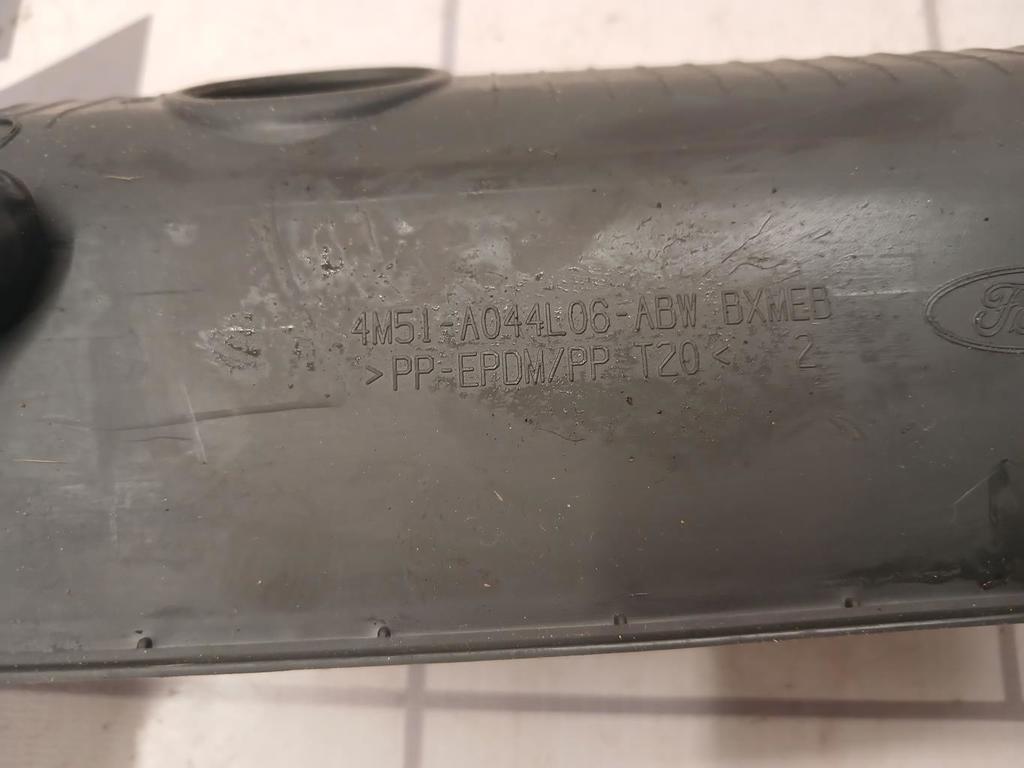 4M51-A044L06-ABW BXMEB
>PP-EPDM/PP T20< 2